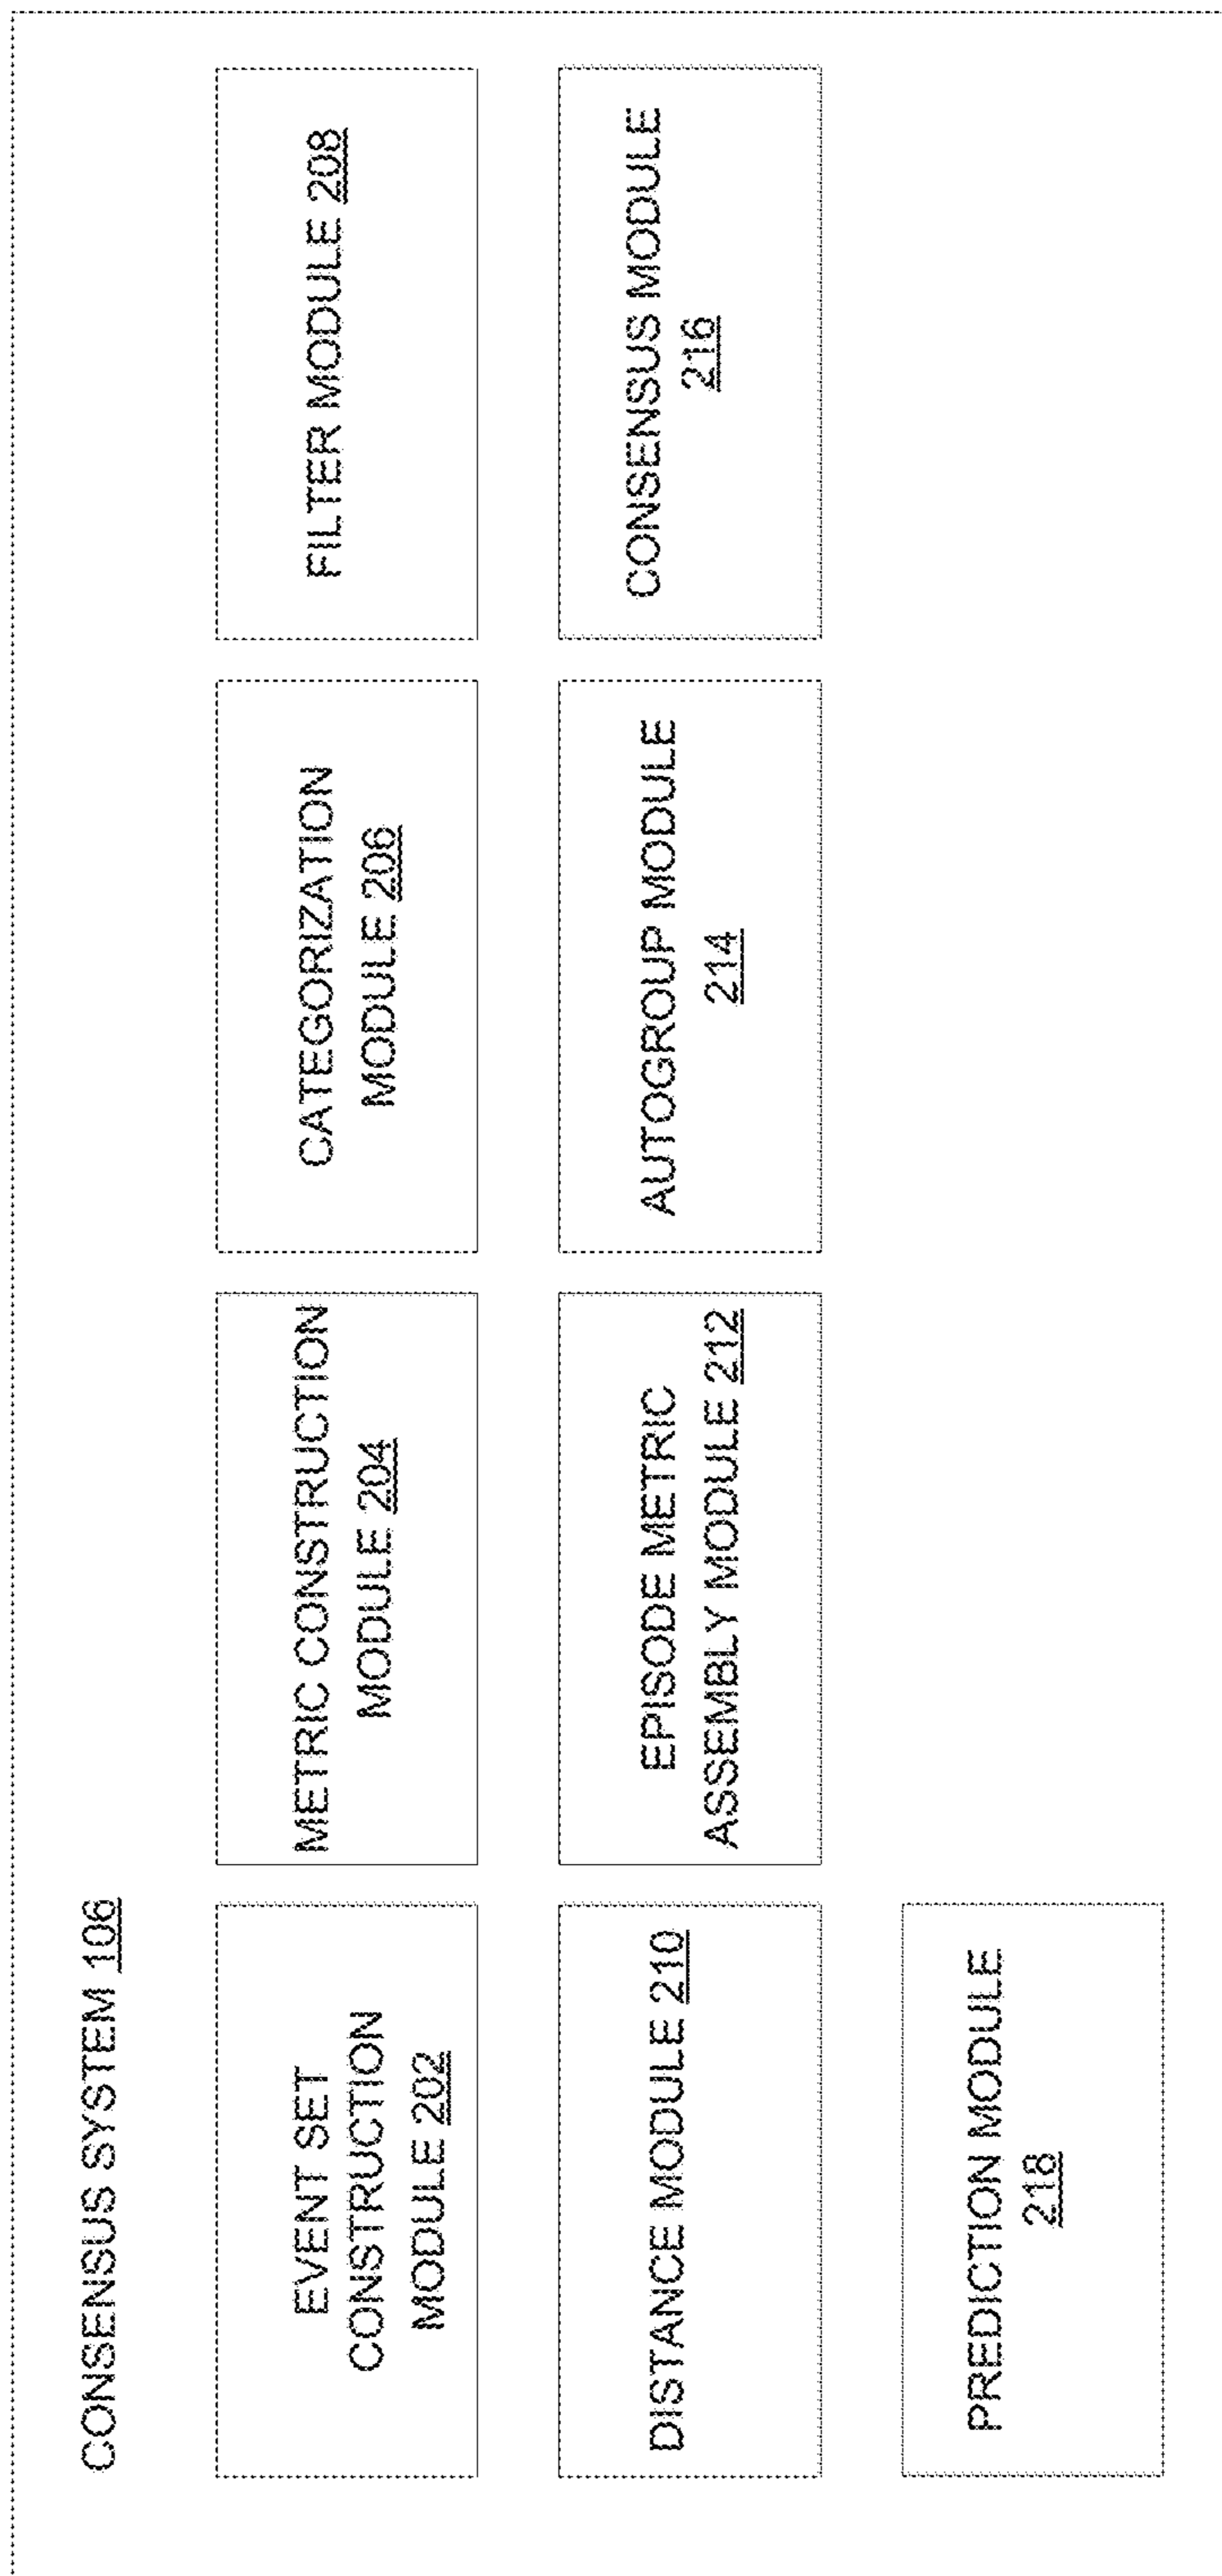 CONSENSUS SYSTEM 106
EVENT SET
CONSTRUCTION
MODULE 202
METRIC CONSTRUCTION
MODULE 204
CATEGORIZATION
MODULE 206
FILTER MODULE 208
DISTANCE MODULE 210
EPISODE METRIC
ASSEMBLY MODULE 212
AUTOGROUP MODULE
214
CONSENSUS MODULE
216
PREDICTION MODULE
218